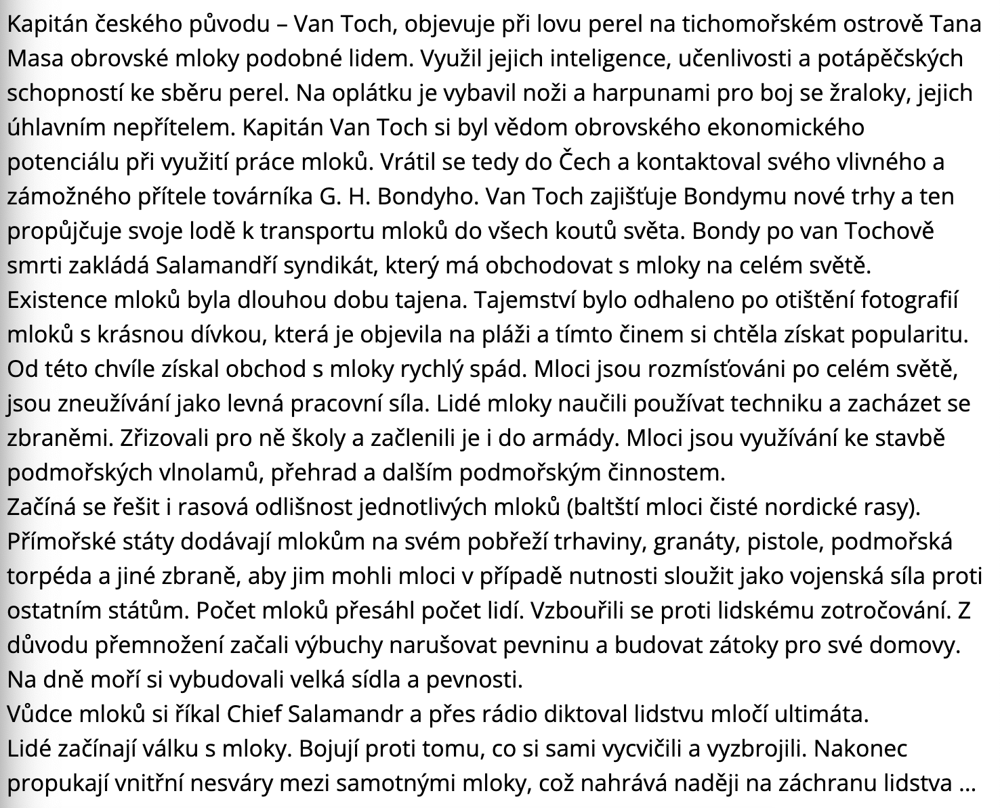 Kapitán českého původu – Van Toch, objevuje při lovu perel na tichomořském ostrově Tana
Masa obrovské mloky podobné lidem. Využil jejich inteligence, učenlivosti a potápěčských
schopností ke sběru perel. Na oplátku je vybavil noži a harpunami pro boj se žraloky, jejich
úhlavním nepřítelem. Kapitán Van Toch si byl vědom obrovského ekonomického
potenciálu při využití práce mloků. Vrátil se tedy do Čech a kontaktoval svého vlivného a
zámožného přítele továrníka G. H. Bondyho. Van Toch zajišťuje Bondymu nové trhy a ten
propůjčuje svoje lodě k transportu mloků do všech koutů světa. Bondy po van Tochově
smrti zakládá Salamandří syndikát, který má obchodovat s mloky na celém světě.
Existence mloků byla dlouhou dobu tajena. Tajemství bylo odhaleno po otištění fotografií
mloků s krásnou dívkou, která je objevila na pláži a tímto činem si chtěla získat popularitu.
Od této chvíle získal obchod s mloky rychlý spád. Mloci jsou rozmísťováni po celém světě,
jsou zneužívání jako levná pracovní síla. Lidé mloky naučili používat techniku a zacházet se
zbraněmi. Zřizovali pro ně školy a začlenili je i do armády. Mloci jsou využívání ke stavbě
podmořských vlnolamů, přehrad a dalším podmořským činnostem.
Začíná se řešit i rasová odlišnost jednotlivých mloků (baltští mloci čisté nordické rasy).
Přímořské státy dodávají mlokům na svém pobřeží trhaviny, granáty, pistole, podmořská
torpéda a jiné zbraně, aby jim mohli mloci v případě nutnosti sloužit jako vojenská síla proti
ostatním státům. Počet mloků přesáhl počet lidí. Vzbouřili se proti lidskému zotročování. Z
důvodu přemnožení začali výbuchy narušovat pevninu a budovat zátoky pro své domovy.
Na dně moří si vybudovali velká sídla a pevnosti.
Vůdce mloků si říkal Chief Salamandr a přes rádio diktoval lidstvu mločí ultimáta.
Lidé začínají válku s mloky. Bojují proti tomu, co si sami vycvičili a vyzbrojili. Nakonec
propukají vnitřní nesváry mezi samotnými mloky, což nahrává naději na záchranu lidstva ...